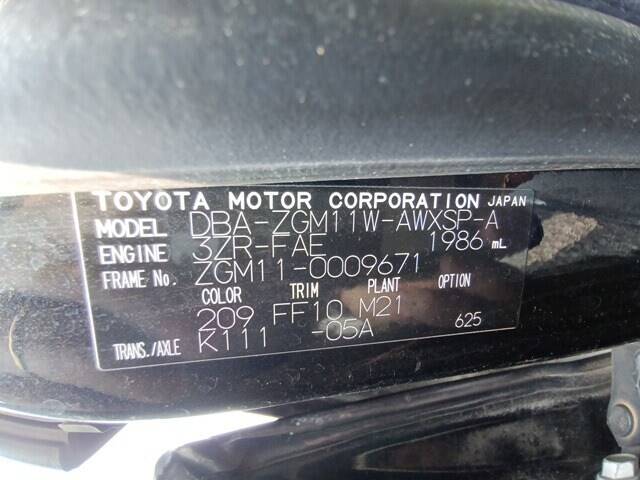 TOYOTA MOTOR CORPORATION JAPAN
MODEL DBA-ZGM11W-AWXSP-A
ENGINE 3ZR-FAE 1986 mL
FRAME No. ZGM11-0009671
COLOR TRIM PLANT OPTION
209 FF10 M21
TRANS./AXLE K111 -05A 625